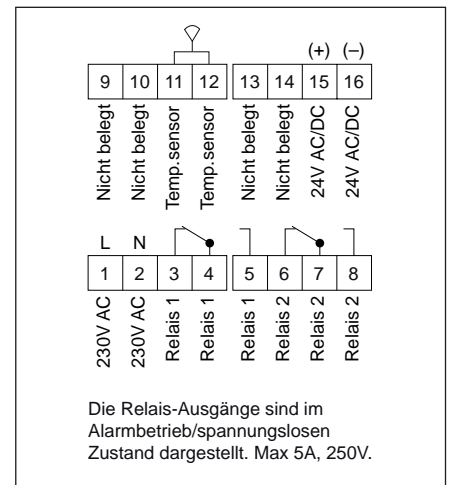 (+) (–)
9 10 11 12 13 14 15 16
Nicht belegt
Nicht belegt
Temp.sensor
Temp.sensor
Nicht belegt
Nicht belegt
24V AC/DC
24V AC/DC
L N
1 2 3 4 5 6 7 8
230V AC
230V AC
Relais 1
Relais 1
Relais 1
Relais 2
Relais 2
Relais 2
Die Relais-Ausgänge sind im
Alarmbetrieb/spannungslosen
Zustand dargestellt. Max 5A, 250V.